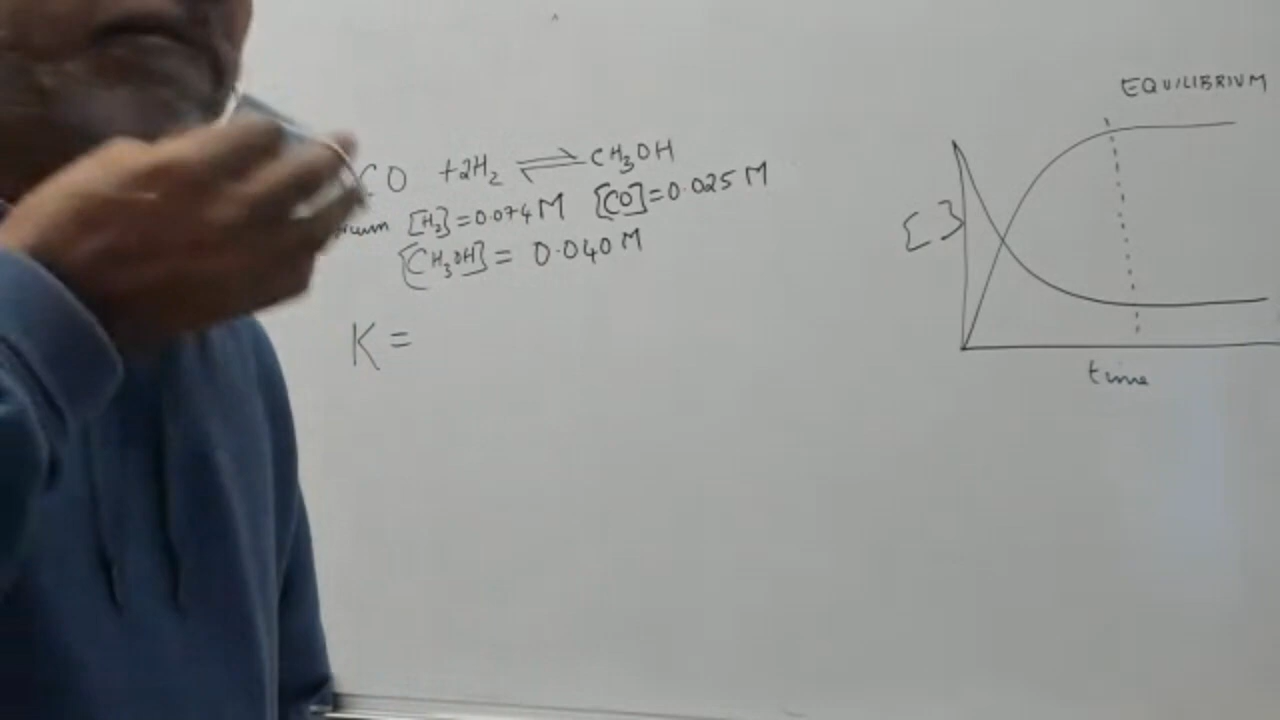 CO + 2H₂ ⇌ CH₃OH
[H₂] = 0.074 M [CO] = 0.025 M
[CH₃OH] = 0.040 M
K =
EQUILIBRIUM
[ ]
time